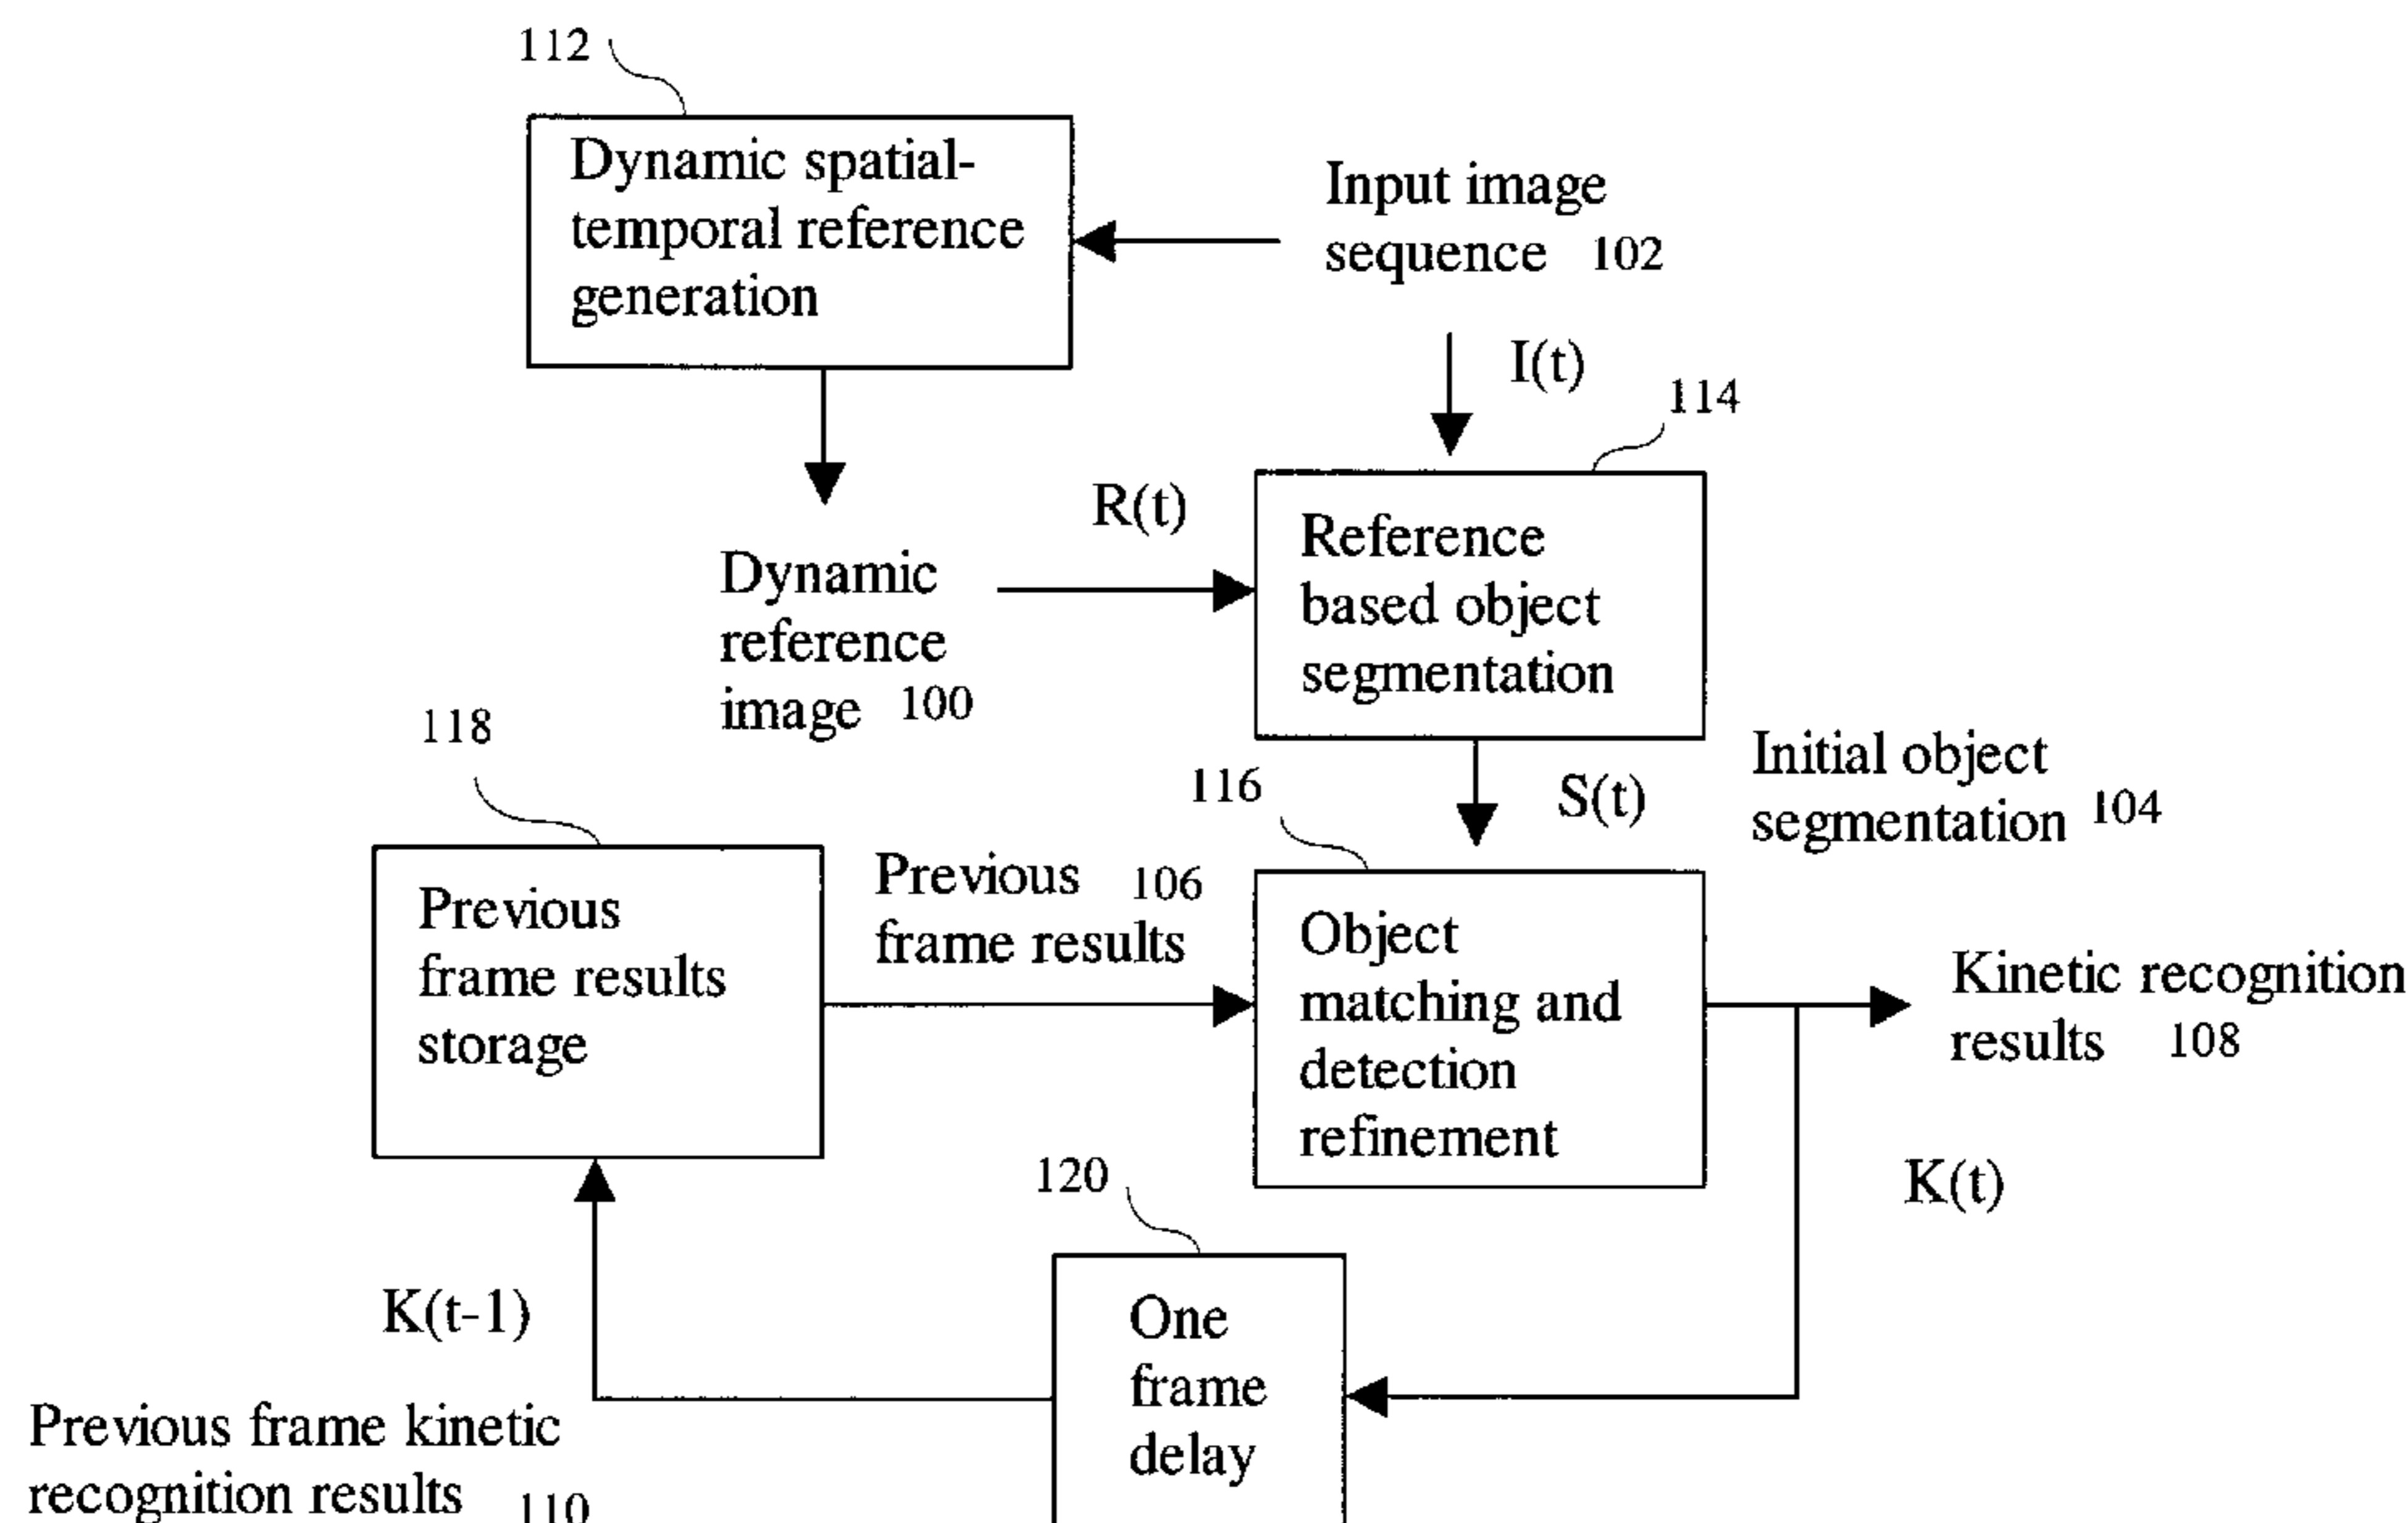 112
Dynamic spatial-
temporal reference
generation
Input image
sequence 102
I(t)
114
R(t)
Reference
based object
segmentation
Dynamic
reference
image 100
118
116
S(t)
Initial object
segmentation 104
Previous
frame results
storage
Previous 106
frame results
Object
matching and
detection
refinement
Kinetic recognition
results 108
120
K(t)
K(t-1)
One
frame
delay
Previous frame kinetic
recognition results 110